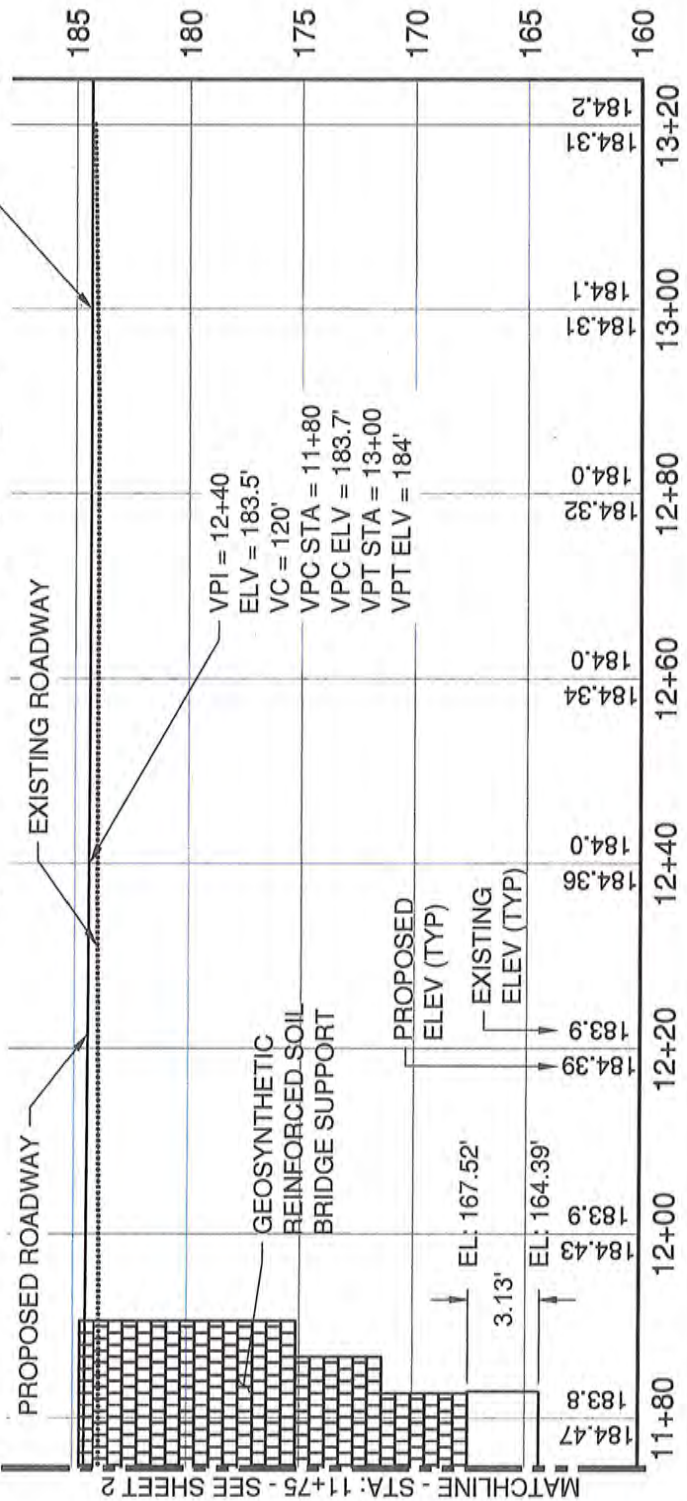 PROPOSED ROADWAY
EXISTING ROADWAY
185
180
175
170
165
160
GEOSYNTHETIC
REINFORCED SOIL
BRIDGE SUPPORT
VPI = 12+40
ELV = 183.5'
VC = 120'
VPC STA = 11+80
VPC ELV = 183.7'
VPT STA = 13+00
VPT ELV = 184'
PROPOSED
ELEV (TYP)
EXISTING
ELEV (TYP)
EL: 167.52'
3.13'
EL: 164.39'
MATCHLINE - STA: 11+75 - SEE SHEET 2
184.47 183.8
184.43 183.9
184.39 183.9
184.36 184.0
184.34 184.0
184.32 184.0
184.31 184.1
184.31 184.2
11+80 12+00 12+20 12+40 12+60 12+80 13+00 13+20